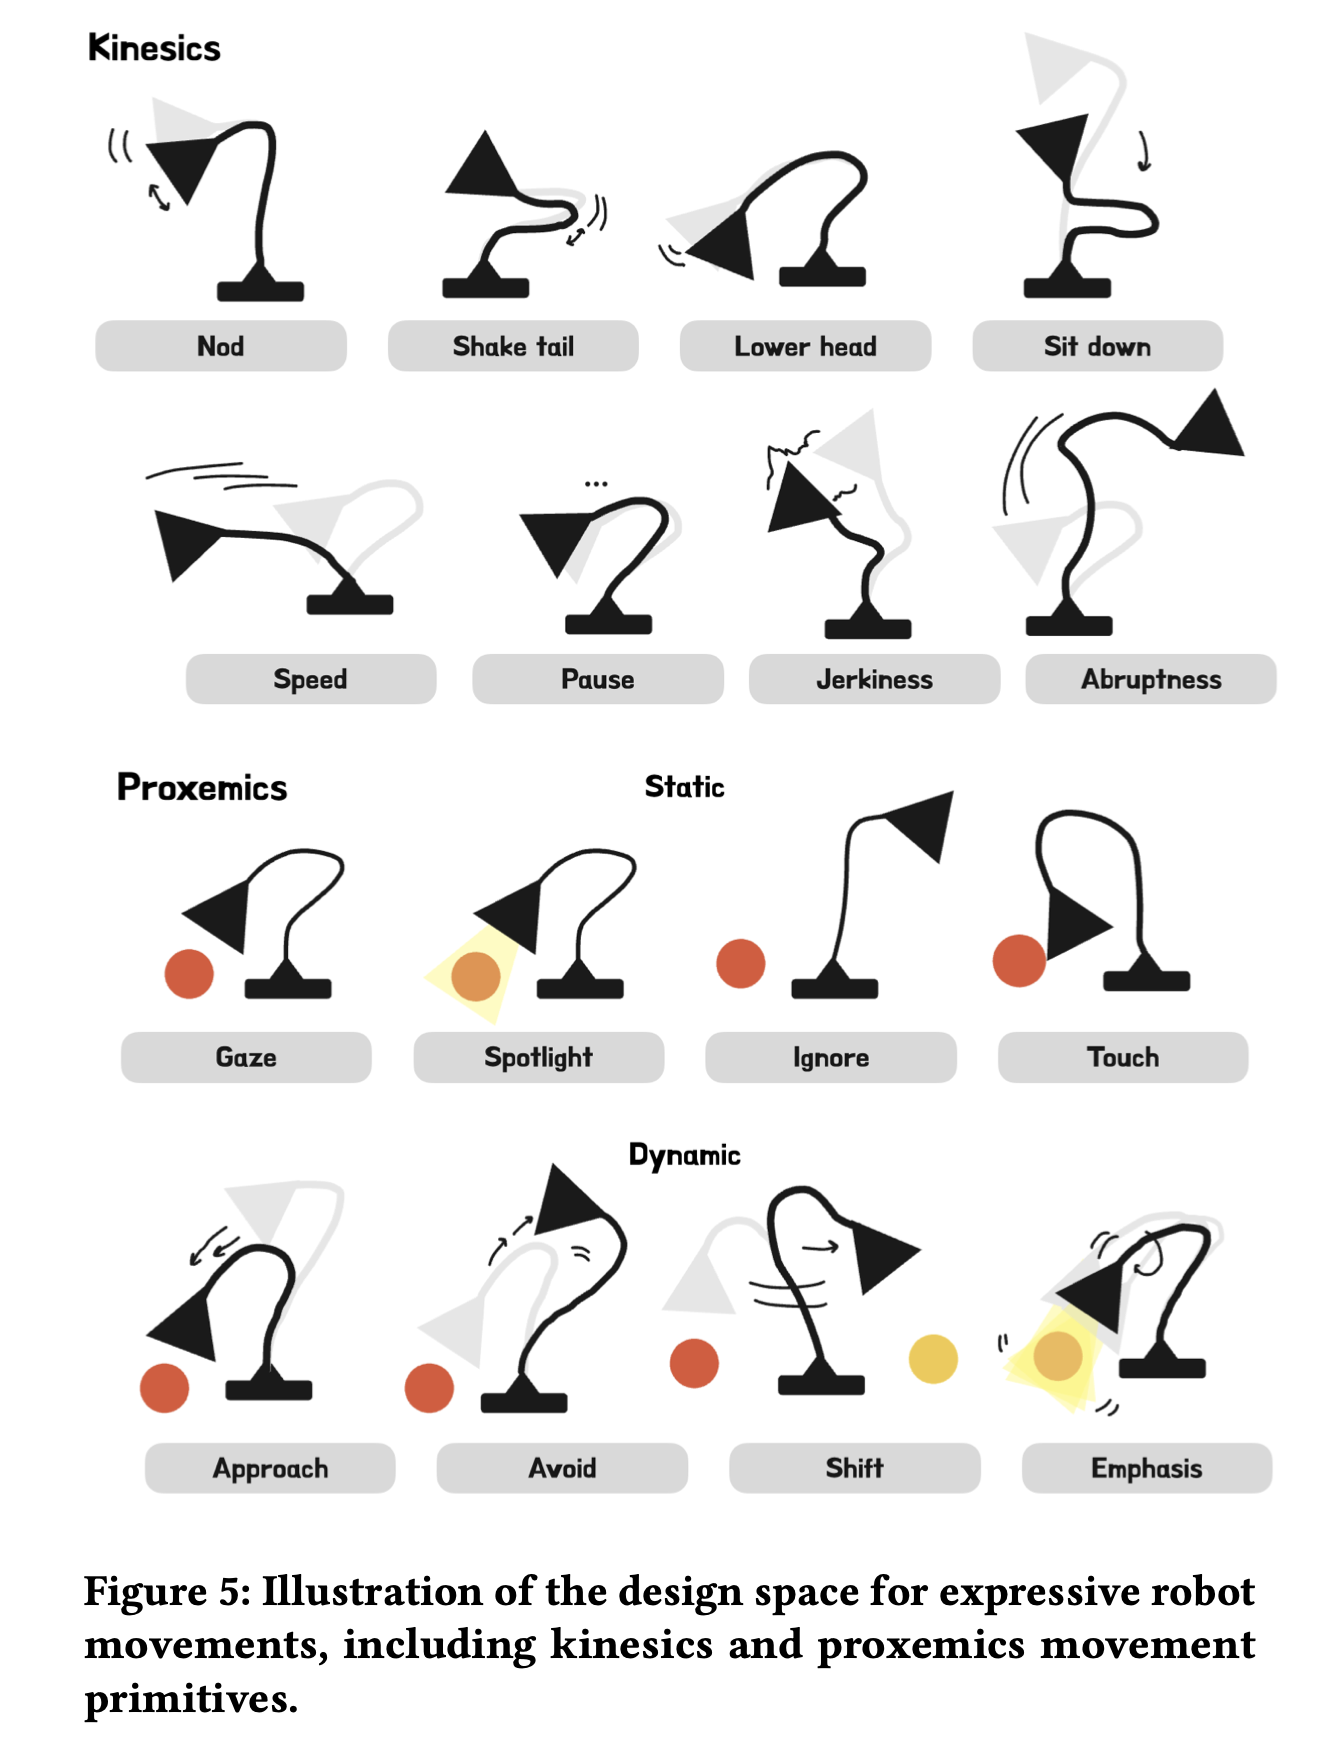 Kinesics
Nod
Shake tail
Lower head
Sit down
...
Speed
Pause
Jerkiness
Abruptness
Proxemics
Static
Gaze
Spotlight
Ignore
Touch
Dynamic
Approach
Avoid
Shift
Emphasis
Figure 5: Illustration of the design space for expressive robot
movements, including kinesics and proxemics movement
primitives.